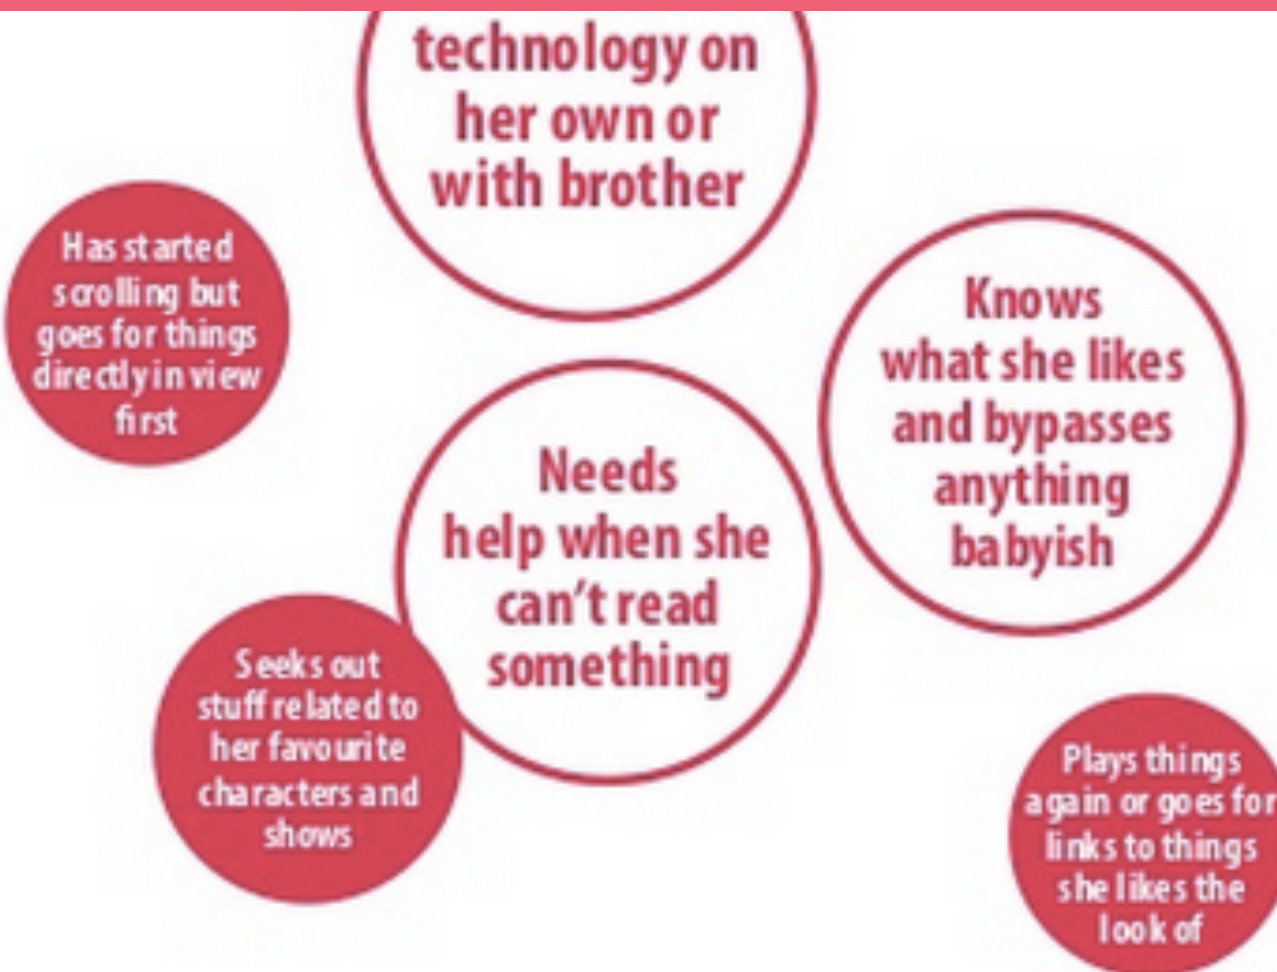 technology on
her own or
with brother
Has started
scrolling but
goes for things
directly in view
first
Knows
what she likes
and bypasses
anything
babyish
Needs
help when she
can't read
something
Seeks out
stuff related to
her favourite
characters and
shows
Plays things
again or goes for
links to things
she likes the
look of